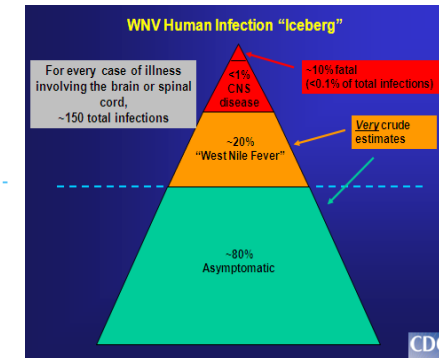 WNV Human Infection “Iceberg”
For every case of illness
involving the brain or spinal
cord,
~150 total infections
<1%
CNS
disease
~10% fatal
(<0.1% of total infections)
~20%
“West Nile Fever”
Very crude
estimates
~80%
Asymptomatic
CDC